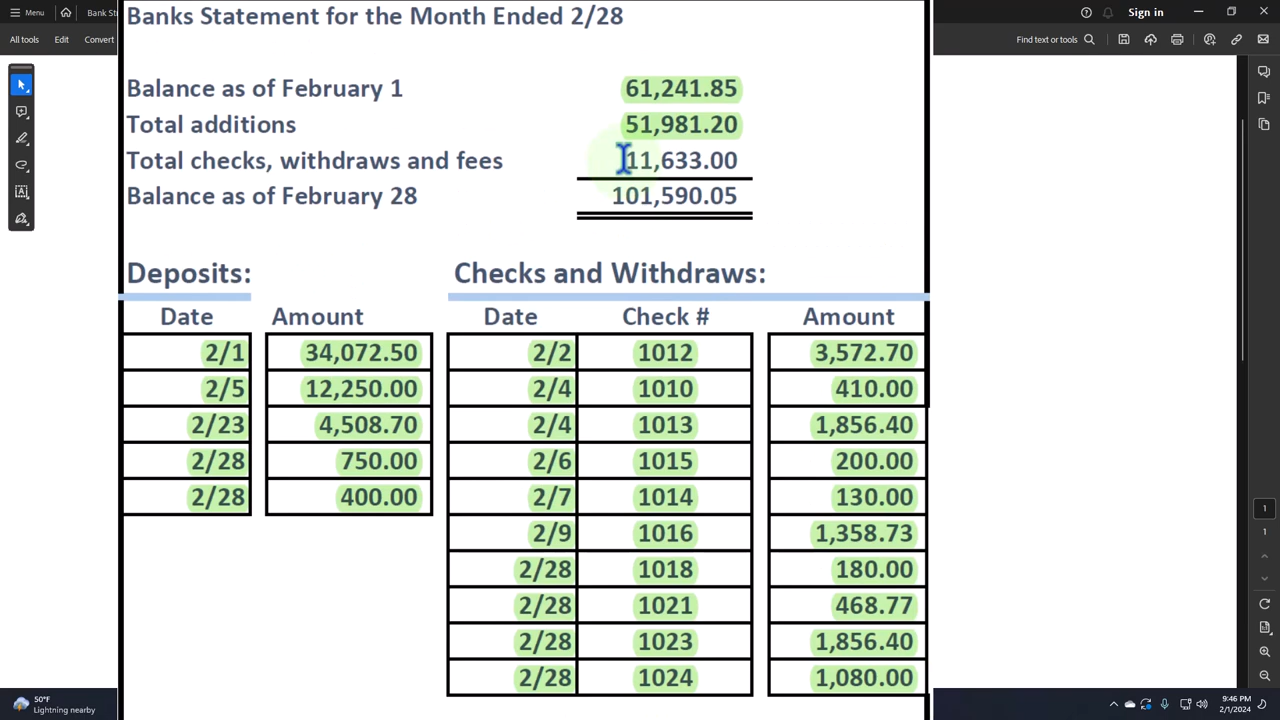 Menu
Bank St
Sign in
All tools
Edit
Convert
Find text or tools
Banks Statement for the Month Ended 2/28
Balance as of February 1 61,241.85
Total additions 51,981.20
Total checks, withdraws and fees 11,633.00
Balance as of February 28 101,590.05
Deposits: Checks and Withdraws:
Date Amount Date Check # Amount
2/1 34,072.50 2/2 1012 3,572.70
2/5 12,250.00 2/4 1010 410.00
2/23 4,508.70 2/4 1013 1,856.40
2/28 750.00 2/6 1015 200.00
2/28 400.00 2/7 1014 130.00
2/9 1016 1,358.73
2/28 1018 180.00
2/28 1021 468.77
2/28 1023 1,856.40
2/28 1024 1,080.00
1
1
50°F
Lightning nearby
9:46 PM
2/1/2024